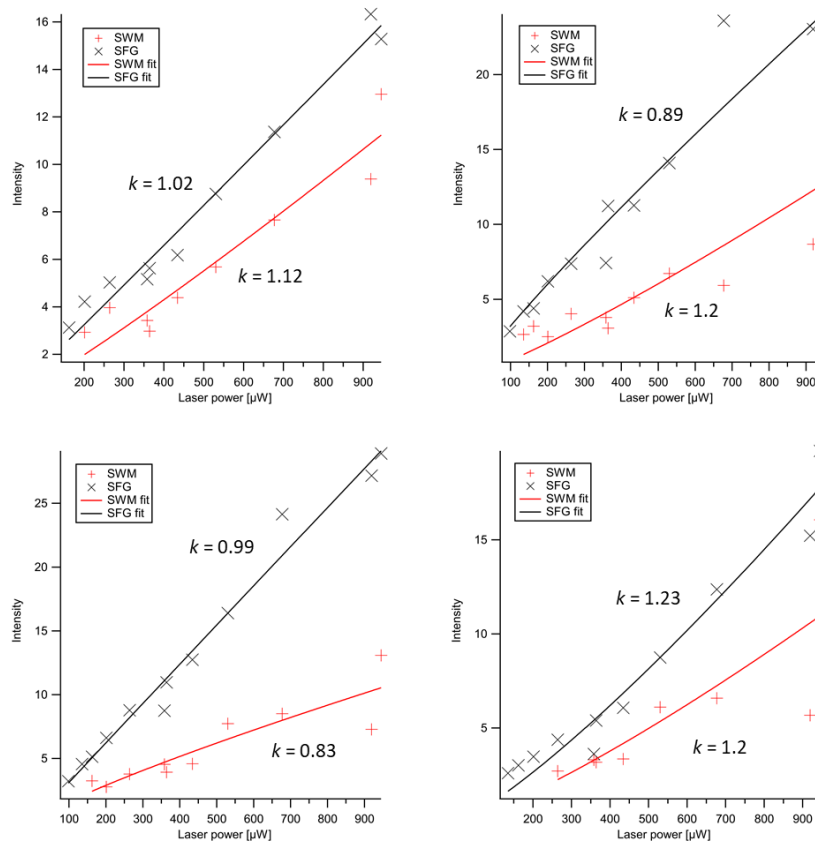 16
14
12
10
8
6
4
2
Intensity
SWM
SFG
SWM fit
SFG fit
k = 1.02
k = 1.12
200 300 400 500 600 700 800 900
Laser power [µW]
20
15
10
5
Intensity
SWM
SFG
SWM fit
SFG fit
k = 0.89
k = 1.2
100 200 300 400 500 600 700 800 900
Laser power [µW]
25
20
15
10
5
Intensity
SWM
SFG
SWM fit
SFG fit
k = 0.99
k = 0.83
100 200 300 400 500 600 700 800 900
Laser power [µW]
15
10
5
Intensity
SWM
SFG
SWM fit
SFG fit
k = 1.23
k = 1.2
200 300 400 500 600 700 800 900
Laser power [µW]